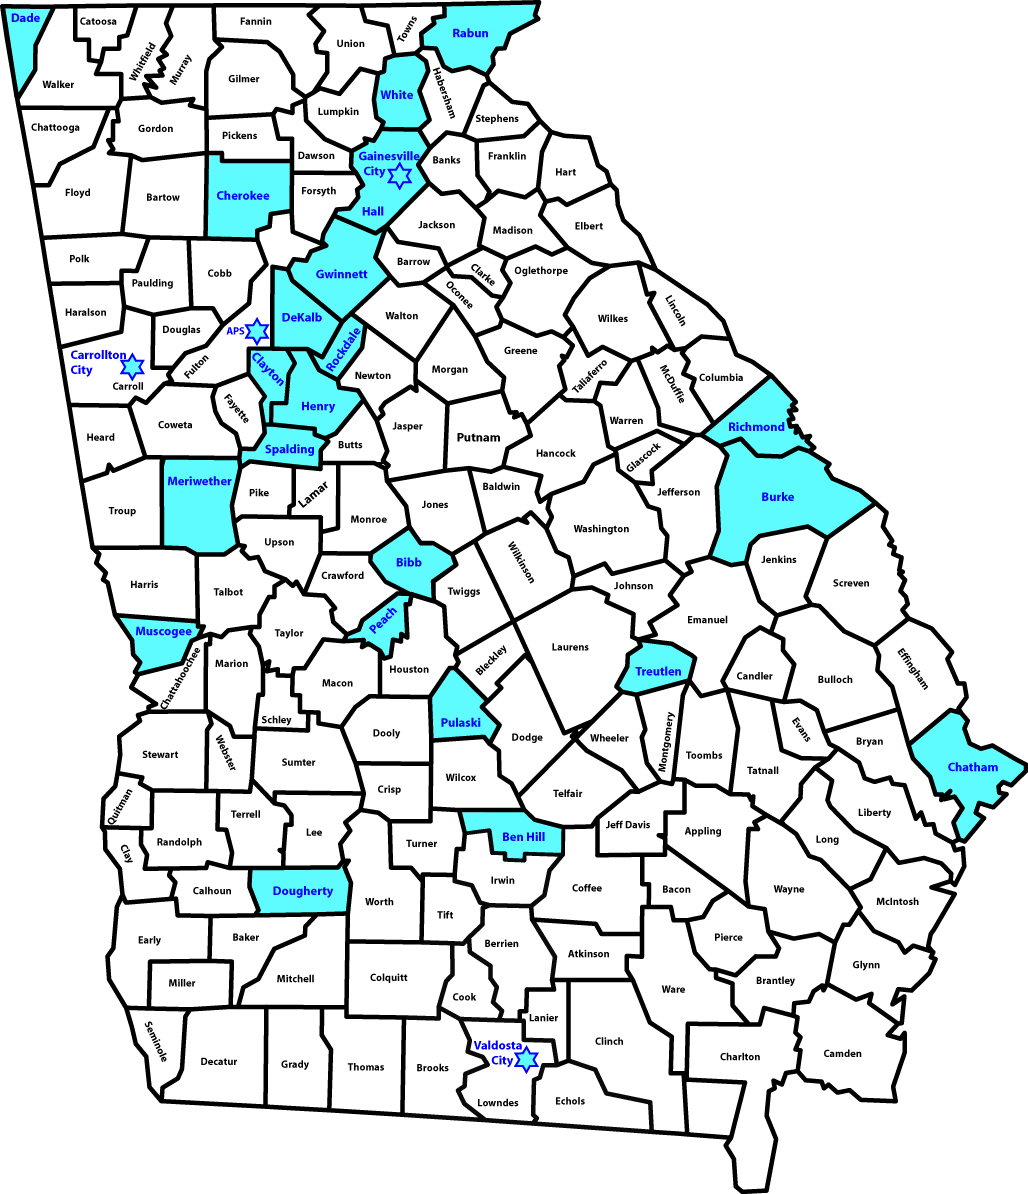 Dade
Catoosa
Fannin
Towns
Rabun
Union
Whitfield
Murray
Walker
Gilmer
White
Habersham
Lumpkin
Stephens
Chattooga
Gordon
Pickens
Dawson
Gainesville
City
Banks
Franklin
Hart
Floyd
Bartow
Cherokee
Forsyth
Hall
Jackson
Madison
Elbert
Polk
Paulding
Cobb
Gwinnett
Barrow
Clarke
Oglethorpe
Oconee
Haralson
Douglas
APS
DeKalb
Rockdale
Walton
Wilkes
Lincoln
Carrollton
City
Carroll
Fulton
Clayton
Newton
Morgan
Greene
Taliaferro
McDuffie
Columbia
Heard
Coweta
Fayette
Henry
Spalding
Butts
Jasper
Putnam
Hancock
Warren
Glascock
Richmond
Troup
Meriwether
Pike
Lamar
Monroe
Jones
Baldwin
Washington
Jefferson
Burke
Upson
Bibb
Wilkinson
Jenkins
Screven
Harris
Talbot
Crawford
Twiggs
Johnson
Emanuel
Muscogee
Taylor
Peach
Houston
Bleckley
Laurens
Treutlen
Candler
Bulloch
Effingham
Chattahoochee
Marion
Macon
Schley
Dooly
Pulaski
Dodge
Wheeler
Montgomery
Toombs
Tatnall
Evans
Bryan
Chatham
Stewart
Webster
Sumter
Crisp
Wilcox
Telfair
Quitman
Randolph
Terrell
Lee
Turner
Ben Hill
Jeff Davis
Appling
Long
Liberty
Clay
Calhoun
Dougherty
Worth
Irwin
Coffee
Bacon
Wayne
McIntosh
Tift
Early
Baker
Miller
Mitchell
Colquitt
Berrien
Atkinson
Pierce
Glynn
Cook
Lanier
Ware
Brantley
Seminole
Decatur
Grady
Thomas
Brooks
Valdosta
City
Lowndes
Clinch
Echols
Charlton
Camden